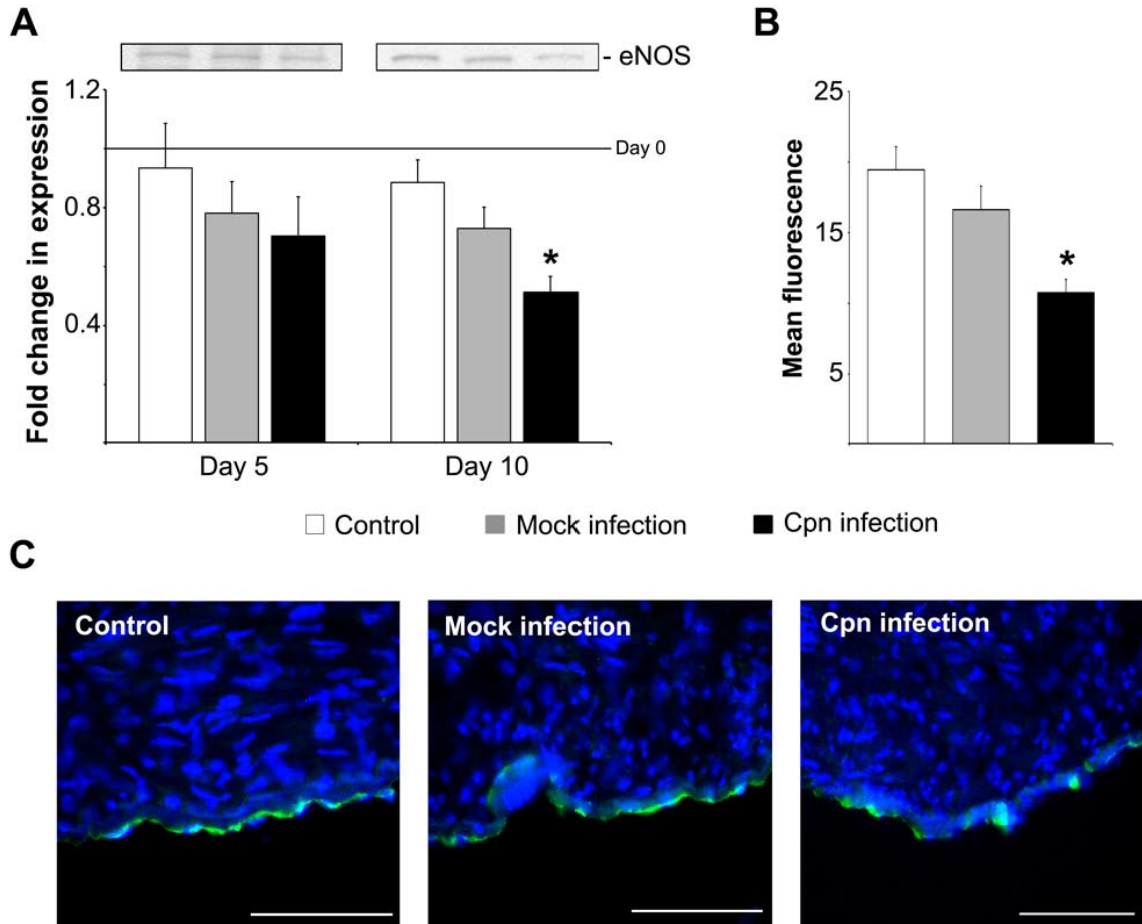 A
B
- eNOS
Fold change in expression
1.2
0.8
0.4
Day 0
*
Day 5
Day 10
Mean fluorescence
25
15
5
*
Control
Mock infection
Cpn infection
C
Control
Mock infection
Cpn infection